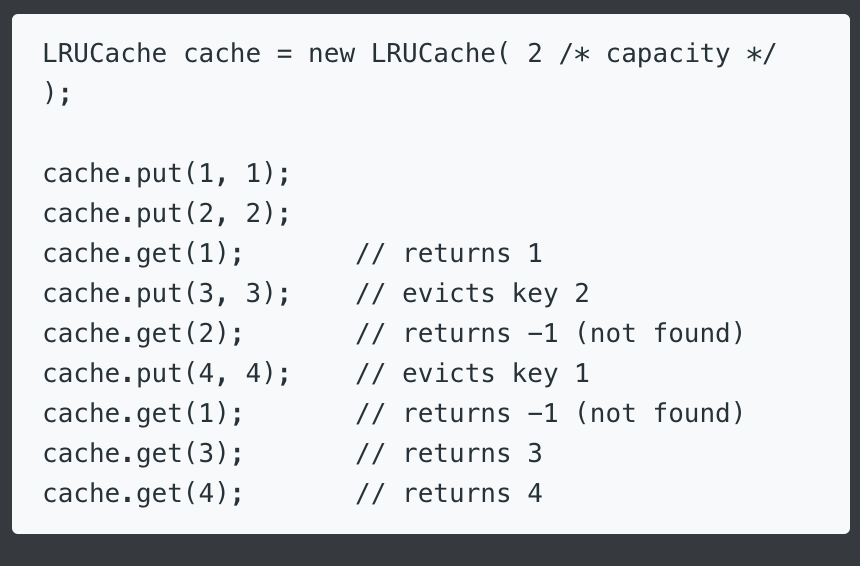 LRUCache cache = new LRUCache( 2 /* capacity */
);
cache.put(1, 1);
cache.put(2, 2);
cache.get(1);       // returns 1
cache.put(3, 3);    // evicts key 2
cache.get(2);       // returns -1 (not found)
cache.put(4, 4);    // evicts key 1
cache.get(1);       // returns -1 (not found)
cache.get(3);       // returns 3
cache.get(4);       // returns 4